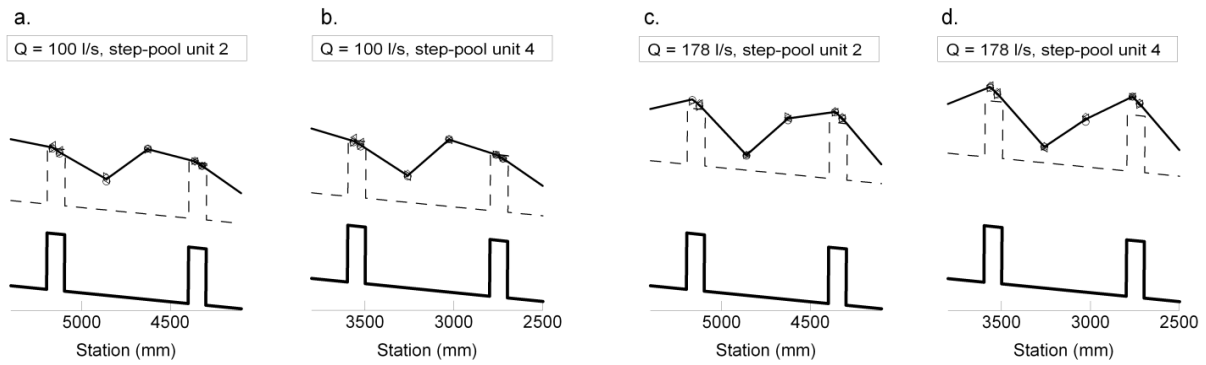 a.
b.
c.
d.
Q = 100 l/s, step-pool unit 2
Q = 100 l/s, step-pool unit 4
Q = 178 l/s, step-pool unit 2
Q = 178 l/s, step-pool unit 4
5000 4500
3500 3000 2500
5000 4500
3500 3000 2500
Station (mm)
Station (mm)
Station (mm)
Station (mm)